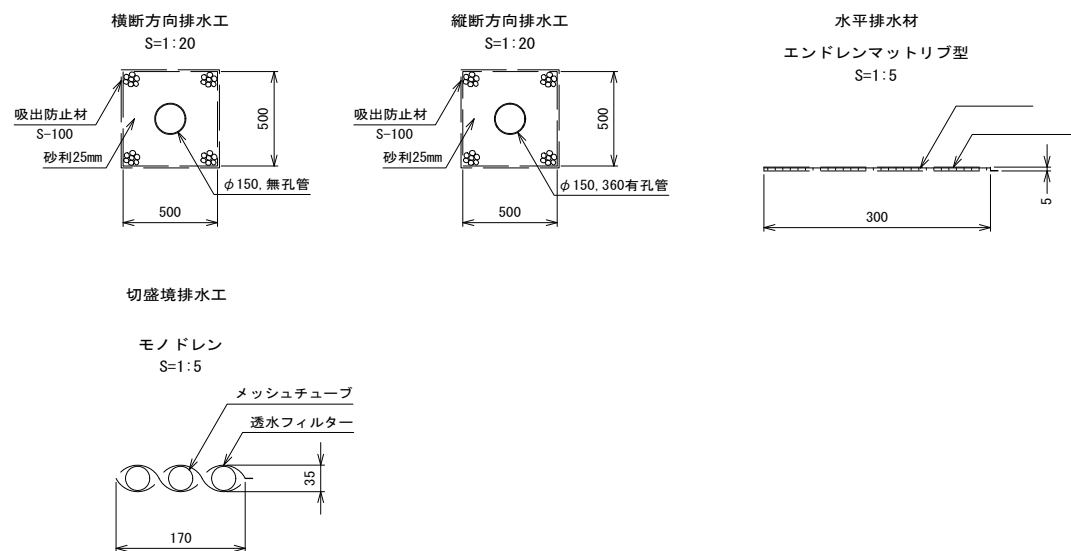 横断方向排水工
S=1:20
吸出防止材
S-100
砂利25mm
500
φ150,無孔管
500
縦断方向排水工
S=1:20
吸出防止材
S-100
砂利25mm
500
φ150,360有孔管
500
水平排水材
エンドレンマットリブ型
S=1:5
5
300
切盛境排水工
モノドレン
S=1:5
メッシュチューブ
透水フィルター
35
170